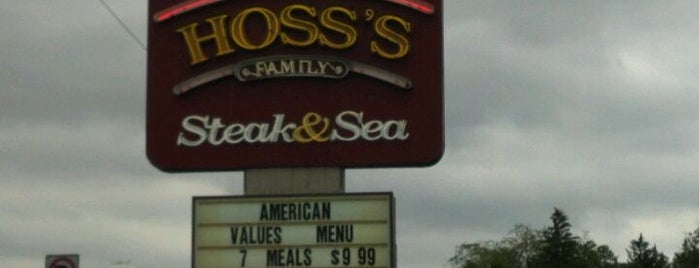 HOSS'S
FAMILY
Steak & Sea
AMERICAN
VALUES MENU
7 MEALS $9 99